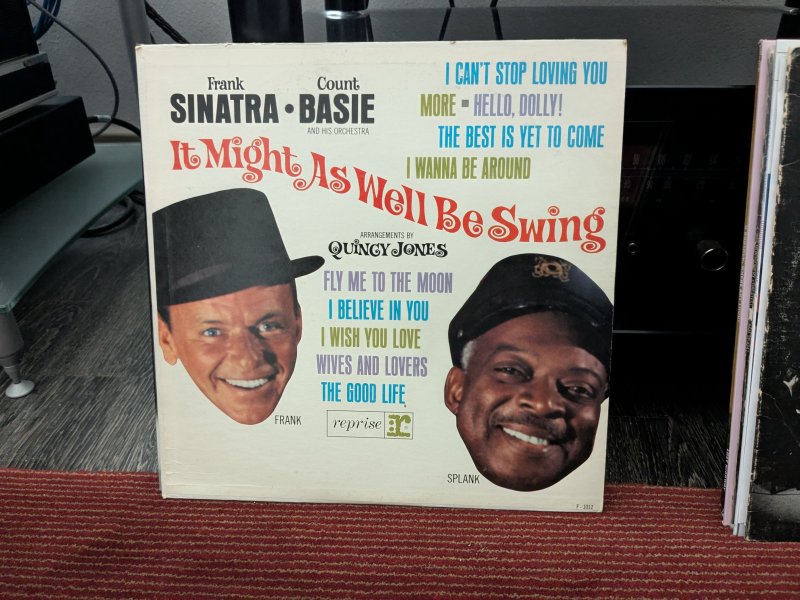 Frank Count
SINATRA • BASIE
AND HIS ORCHESTRA
I CAN'T STOP LOVING YOU
MORE - HELLO, DOLLY!
THE BEST IS YET TO COME
I WANNA BE AROUND
It Might As Well Be Swing
ARRANGEMENTS BY
QUINCY JONES
FLY ME TO THE MOON
I BELIEVE IN YOU
I WISH YOU LOVE
WIVES AND LOVERS
THE GOOD LIFE
reprise r:
FRANK
SPLANK
F-1012